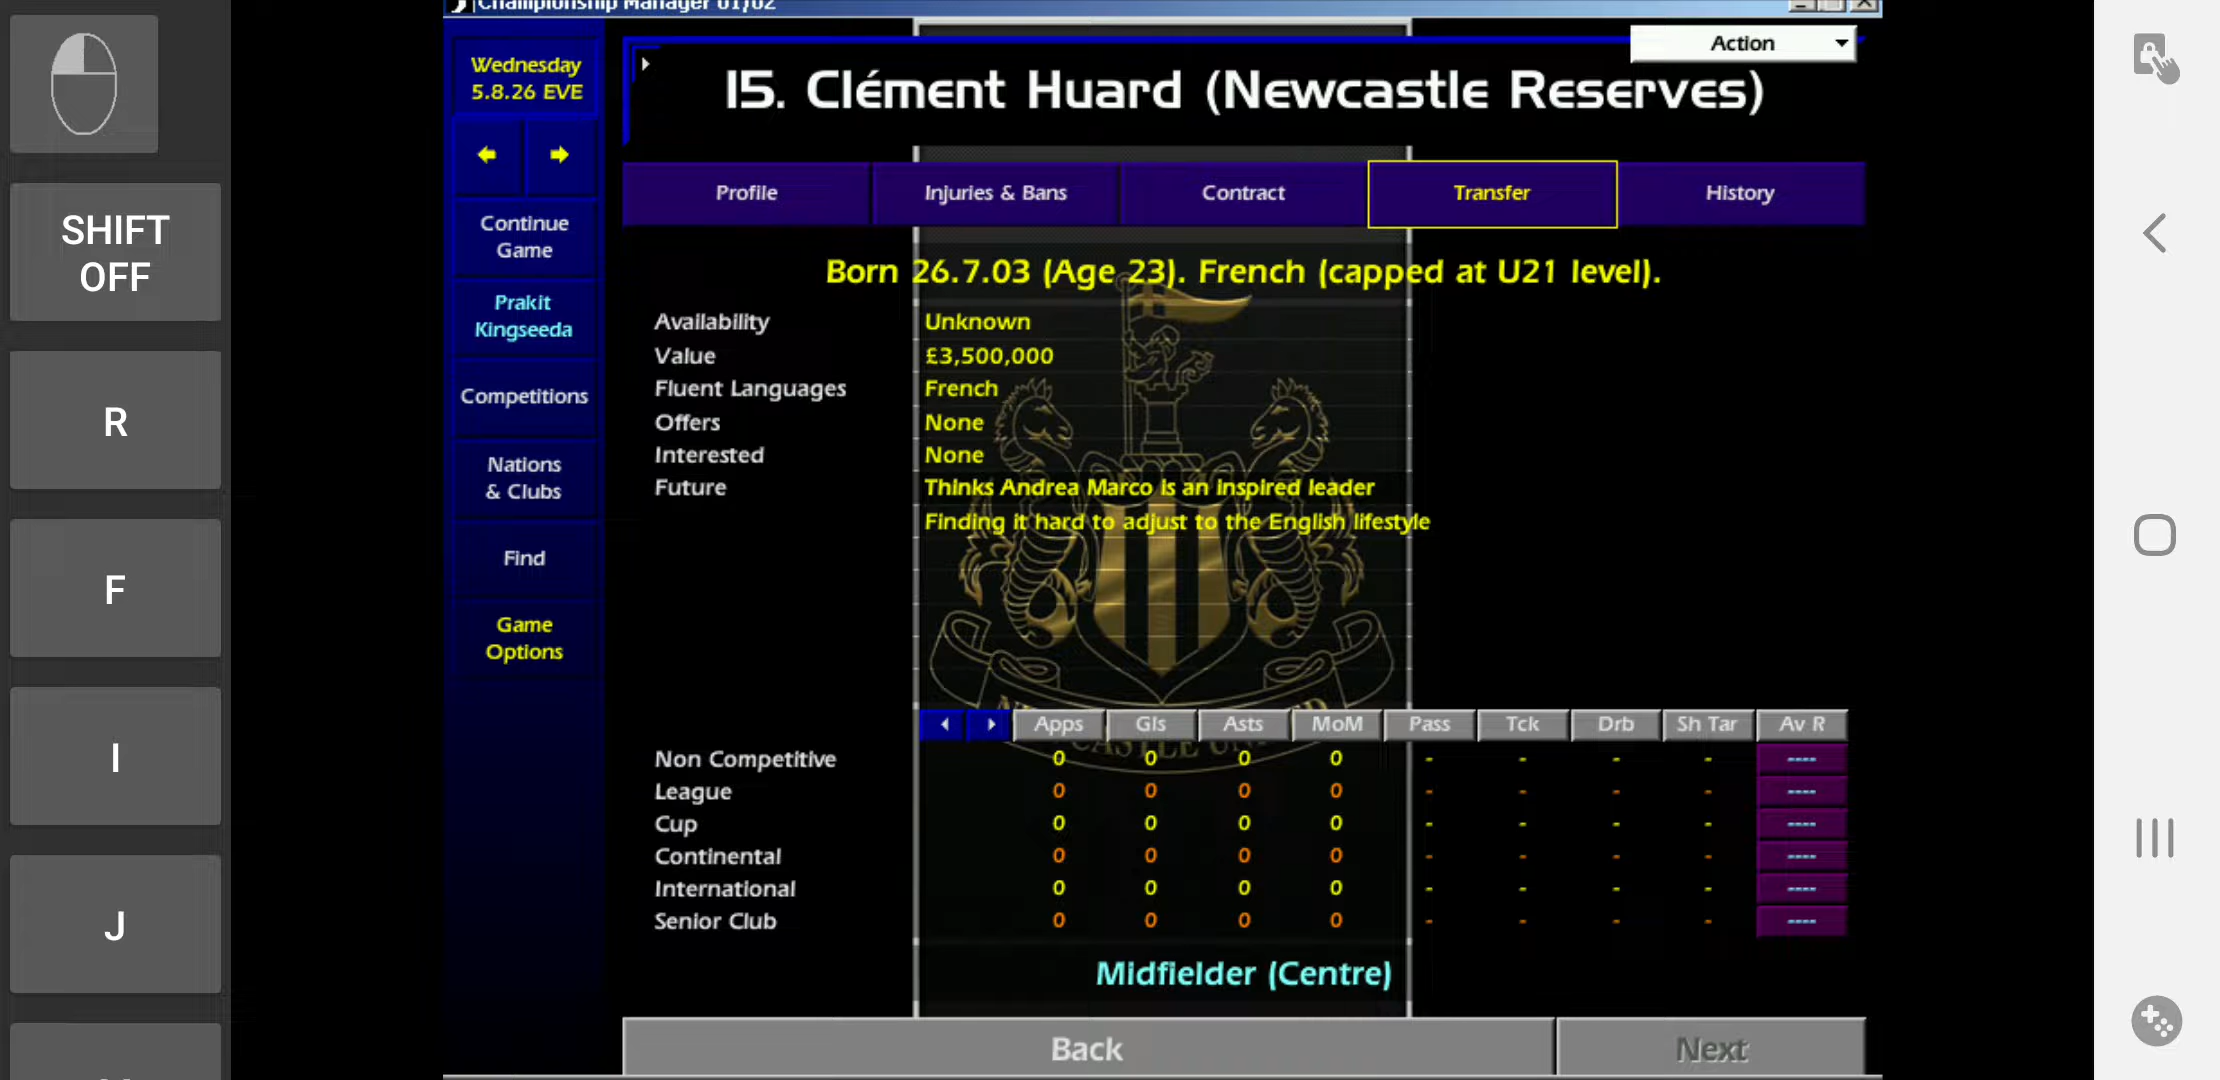 Championship Manager 01/02
Action
Wednesday
5.8.26 EVE
15. Clément Huard (Newcastle Reserves)
SHIFT
OFF
Profile
Injuries & Bans
Contract
Transfer
History
Continue
Game
Born 26.7.03 (Age 23). French (capped at U21 level).
Prakit
Kingseeda
Availability Unknown
Value £3,500,000
Fluent Languages French
Offers None
Interested None
Future Thinks Andrea Marco is an inspired leader
Finding it hard to adjust to the English lifestyle
Competitions
Nations
& Clubs
Find
Game
Options
R
F
I
J
Apps Gls Asts MoM Pass Tck Drb Sh Tar Av R
Non Competitive 0 0 0 0 - - - - ----
League 0 0 0 0 - - - - ----
Cup 0 0 0 0 - - - - ----
Continental 0 0 0 0 - - - - ----
International 0 0 0 0 - - - - ----
Senior Club 0 0 0 0 - - - - ----
Midfielder (Centre)
Back
Next